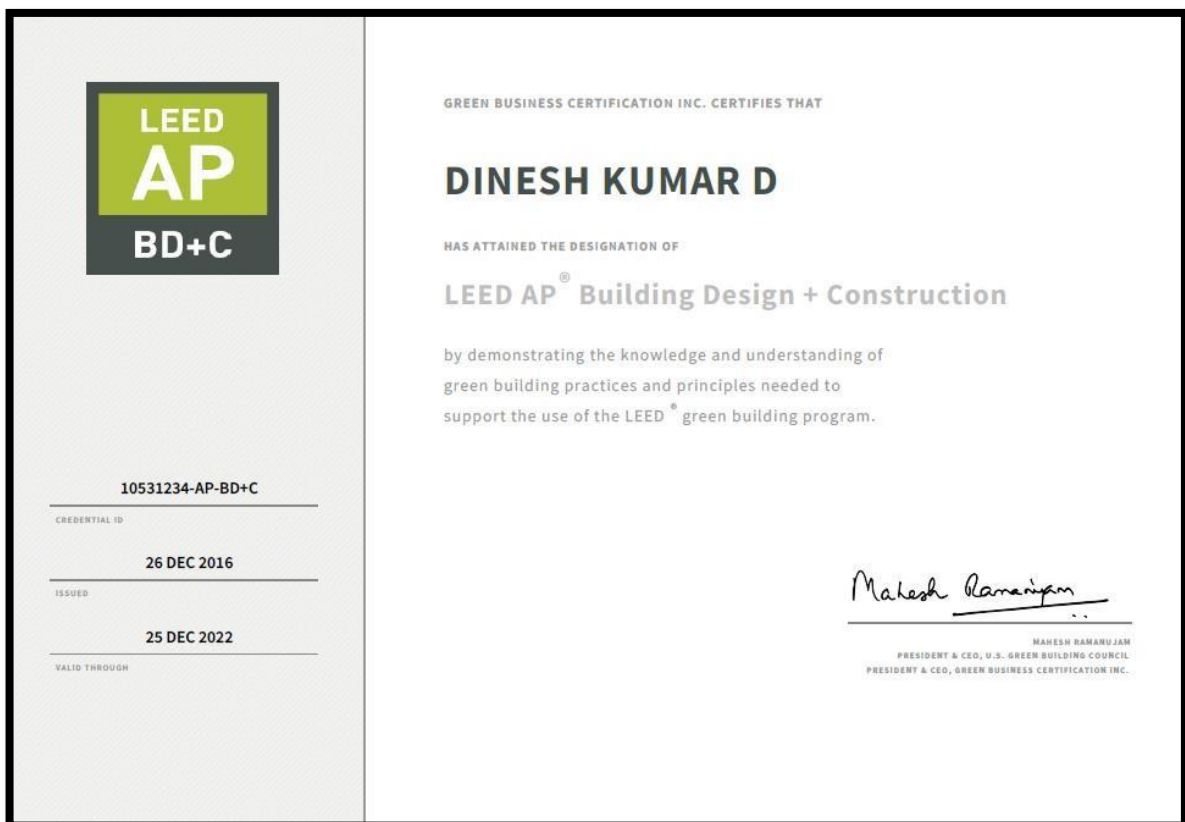 LEED
AP
BD+C
10531234-AP-BD+C
CREDENTIAL ID
26 DEC 2016
ISSUED
25 DEC 2022
VALID THROUGH
GREEN BUSINESS CERTIFICATION INC. CERTIFIES THAT
DINESH KUMAR D
HAS ATTAINED THE DESIGNATION OF
LEED AP® Building Design + Construction
by demonstrating the knowledge and understanding of
green building practices and principles needed to
support the use of the LEED ® green building program.
Mahesh Ramanujam
MAHESH RAMANUJAM
PRESIDENT & CEO, U.S. GREEN BUILDING COUNCIL
PRESIDENT & CEO, GREEN BUSINESS CERTIFICATION INC.